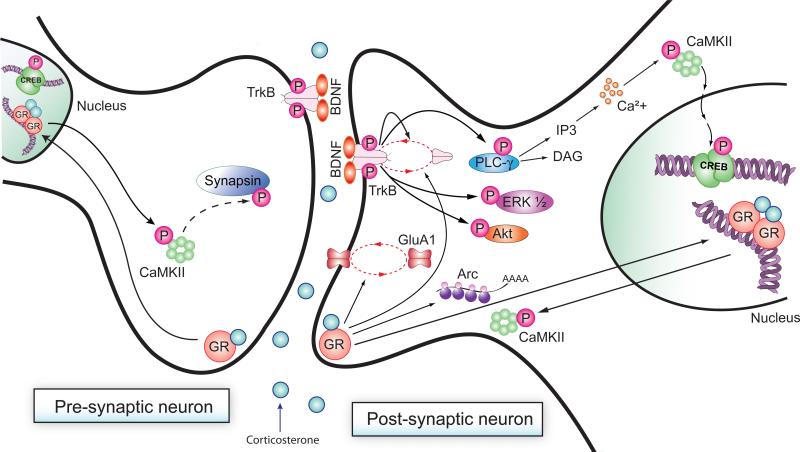 P
CREB
GR
GR
Nucleus
TrkB
P
P
BDNF
Synapsin
P
P
CaMKII
GR
Pre-synaptic neuron
Corticosterone
BDNF
P
P
TrkB
P
PLC-γ
IP3
DAG
Ca²+
P
CaMKII
P
ERK ½
P
Akt
GluA1
Arc
AAAA
GR
P
CaMKII
P
CREB
GR
GR
Nucleus
Post-synaptic neuron